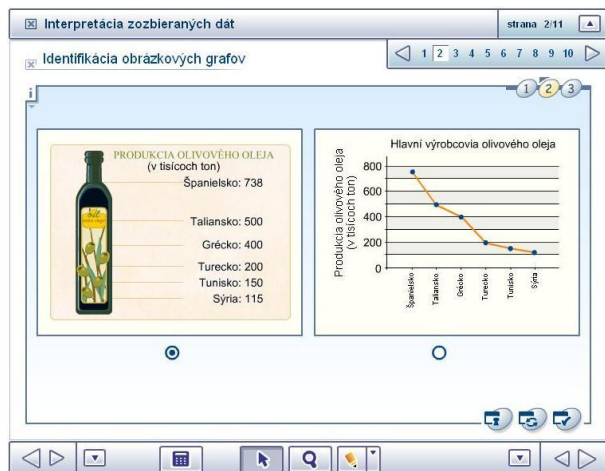 Interpretácia zozbieraných dát
strana 2/11
Identifikácia obrázkových grafov
1 2 3 4 5 6 7 8 9 10
i
1 2 3
PRODUKCIA OLIVOVÉHO OLEJA
(v tisícoch ton)
Španielsko: 738
Taliansko: 500
Grécko: 400
Turecko: 200
Tunisko: 150
Sýria: 115
Hlavní výrobcovia olivového oleja
Produkcia olivového oleja
(v tisícoch ton)
800
600
400
200
0
Španielsko
Taliansko
Grécko
Turecko
Tunisko
Sýria